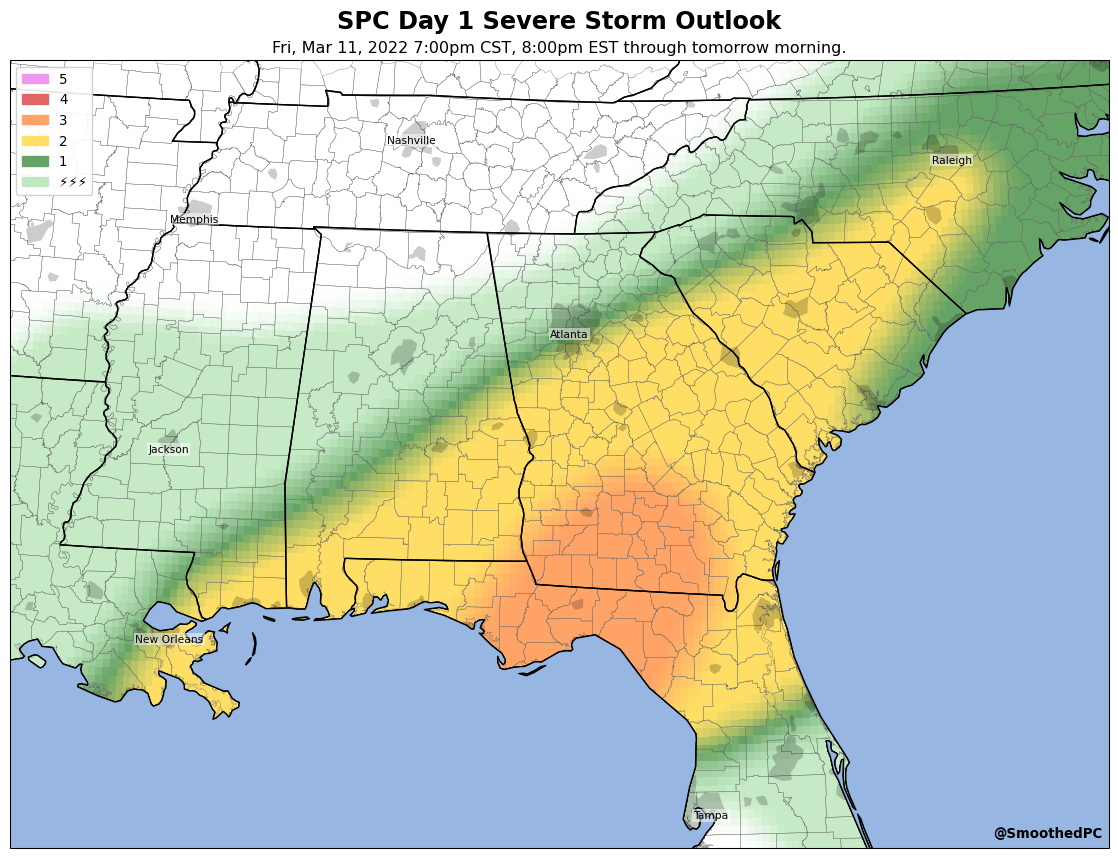 SPC Day 1 Severe Storm Outlook
Fri, Mar 11, 2022 7:00pm CST, 8:00pm EST through tomorrow morning.
5
4
3
2
1
⚡⚡⚡
Nashville
Raleigh
Memphis
Atlanta
Jackson
New Orleans
Tampa
@SmoothedPC